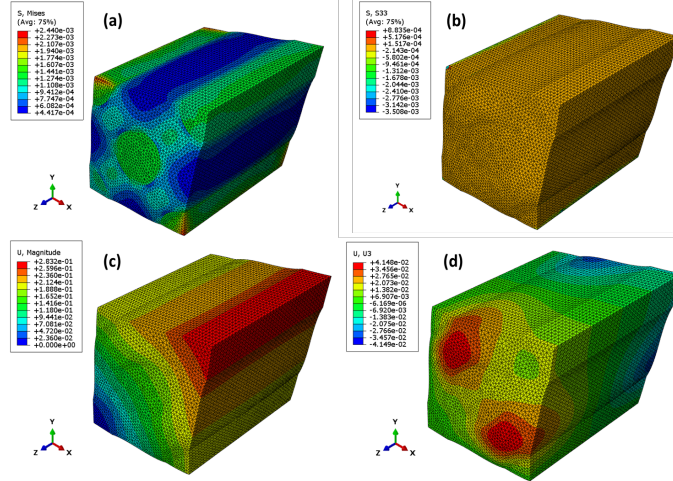 S, Mises
(Avg: 75%)
+2.440e-03
+2.273e-03
+2.107e-03
+1.940e-03
+1.774e-03
+1.607e-03
+1.441e-03
+1.274e-03
+1.108e-03
+9.412e-04
+7.747e-04
+6.082e-04
+4.417e-04
(a)
Y
Z
X
S, S33
(Avg: 75%)
+8.835e-04
+5.176e-04
+1.517e-04
-2.143e-04
-5.802e-04
-9.461e-04
-1.312e-03
-1.678e-03
-2.044e-03
-2.410e-03
-2.776e-03
-3.142e-03
-3.508e-03
(b)
Y
Z
X
U, Magnitude
+2.832e-01
+2.596e-01
+2.360e-01
+2.124e-01
+1.888e-01
+1.652e-01
+1.416e-01
+1.180e-01
+9.441e-02
+7.081e-02
+4.720e-02
+2.360e-02
+0.000e+00
(c)
Y
Z
X
U, U3
+4.148e-02
+3.456e-02
+2.765e-02
+2.073e-02
+1.382e-02
+6.907e-03
-6.169e-06
-6.920e-03
-1.383e-02
-2.075e-02
-2.766e-02
-3.457e-02
-4.149e-02
(d)
Y
Z
X